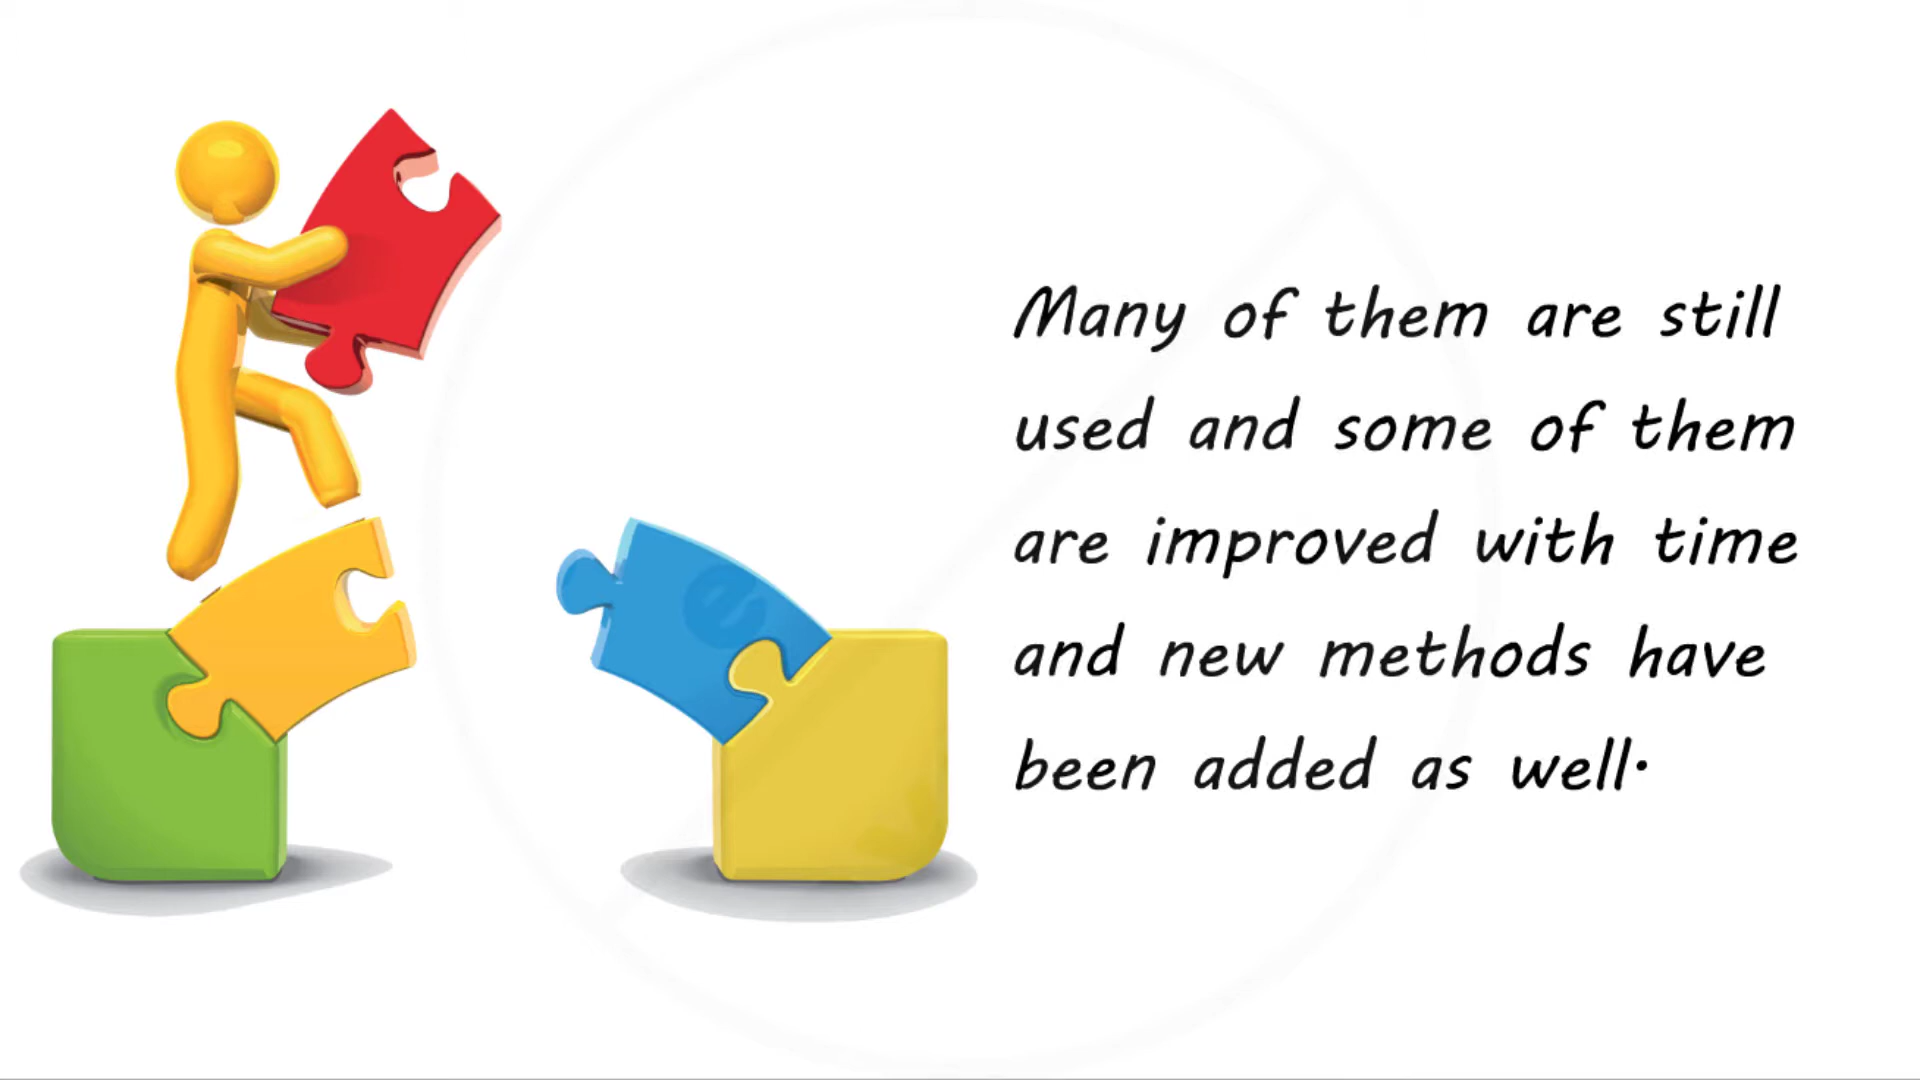 Many of them are still
used and some of them
are improved with time
and new methods have
been added as well.